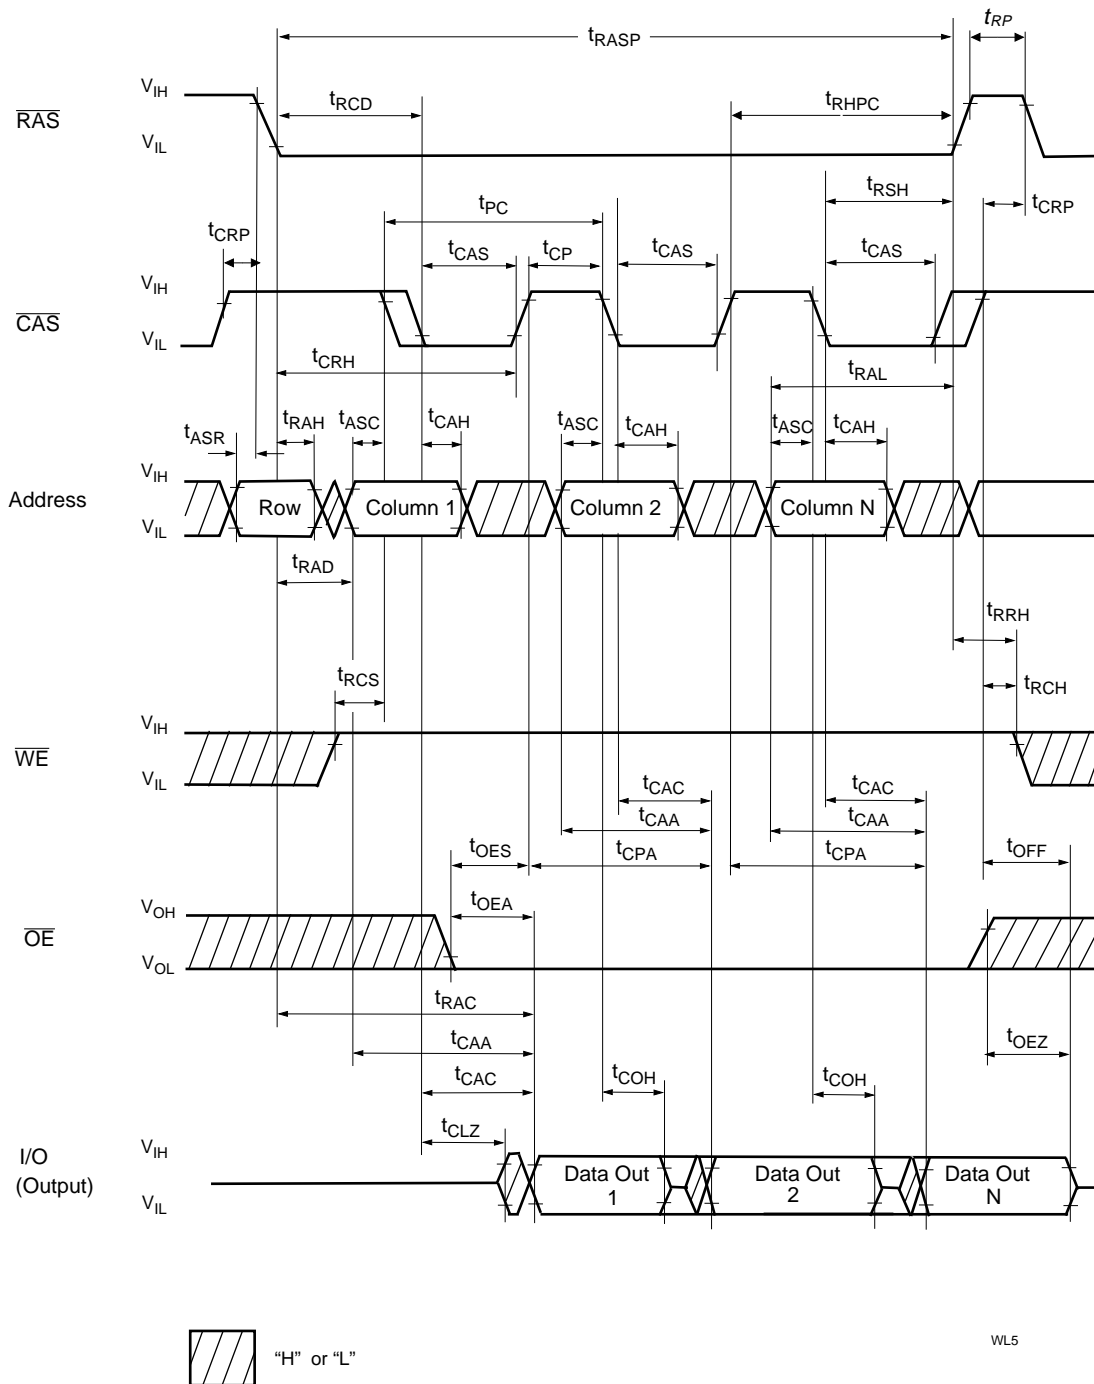 tRASP
tRP
VIH
tRCD
tRHPC
RAS
VIL
tRSH
tPC
tCRP
tCRP
tCAS
tCP
tCAS
tCAS
VIH
CAS
VIL
tCRH
tRAL
tASR
tRAH
tASC
tCAH
tASC
tCAH
tASC
tCAH
VIH
Address
Row
Column 1
Column 2
Column N
VIL
tRAD
tRRH
tRCS
tRCH
VIH
WE
VIL
tCAC
tCAC
tCAA
tCAA
tOES
tCPA
tCPA
tOFF
tOEA
VOH
OE
VOL
tRAC
tOEZ
tCAA
tCAC
tCOH
tCOH
tCLZ
VIH
I/O
(Output)
Data Out
1
Data Out
2
Data Out
N
VIL
“H” or “L”
WL5